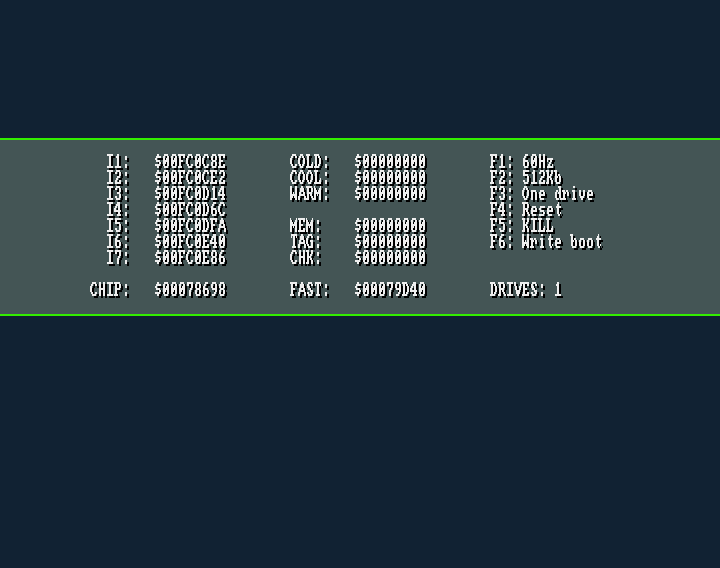 I1: $00FC0C8E COLD: $00000000 F1: 60Hz
I2: $00FC0CE2 COOL: $00000000 F2: 512Kb
I3: $00FC0D14 WARM: $00000000 F3: One drive
I4: $00FC0D6C F4: Reset
I5: $00FC0DFA MEM: $00000000 F5: KILL
I6: $00FC0E40 TAG: $00000000 F6: Write boot
I7: $00FC0E86 CHK: $00000000
CHIP: $00078698 FAST: $00079D40 DRIVES: 1